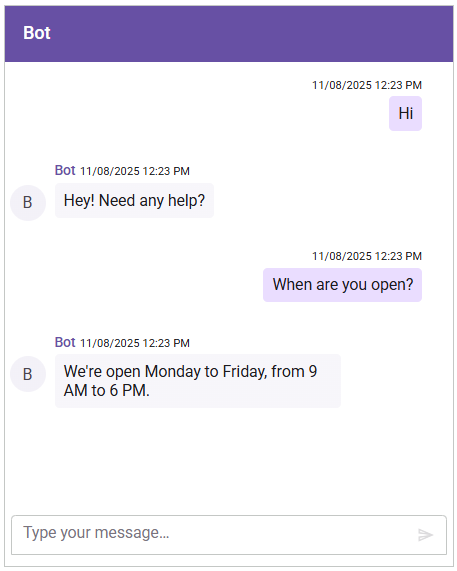 Bot
11/08/2025 12:23 PM
Hi
Bot 11/08/2025 12:23 PM
B
Hey! Need any help?
11/08/2025 12:23 PM
When are you open?
Bot 11/08/2025 12:23 PM
B
We're open Monday to Friday, from 9
AM to 6 PM.
Type your message…